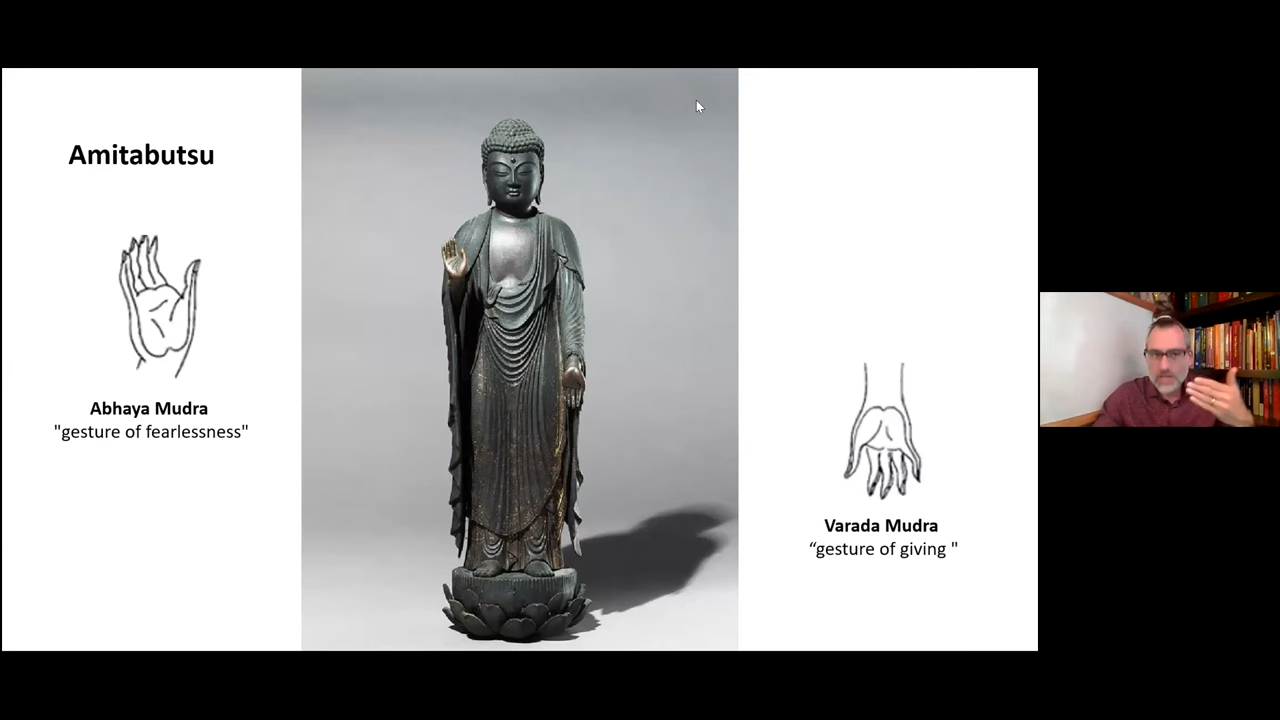 Amitabutsu
Abhaya Mudra
"gesture of fearlessness"
Varada Mudra
“gesture of giving "